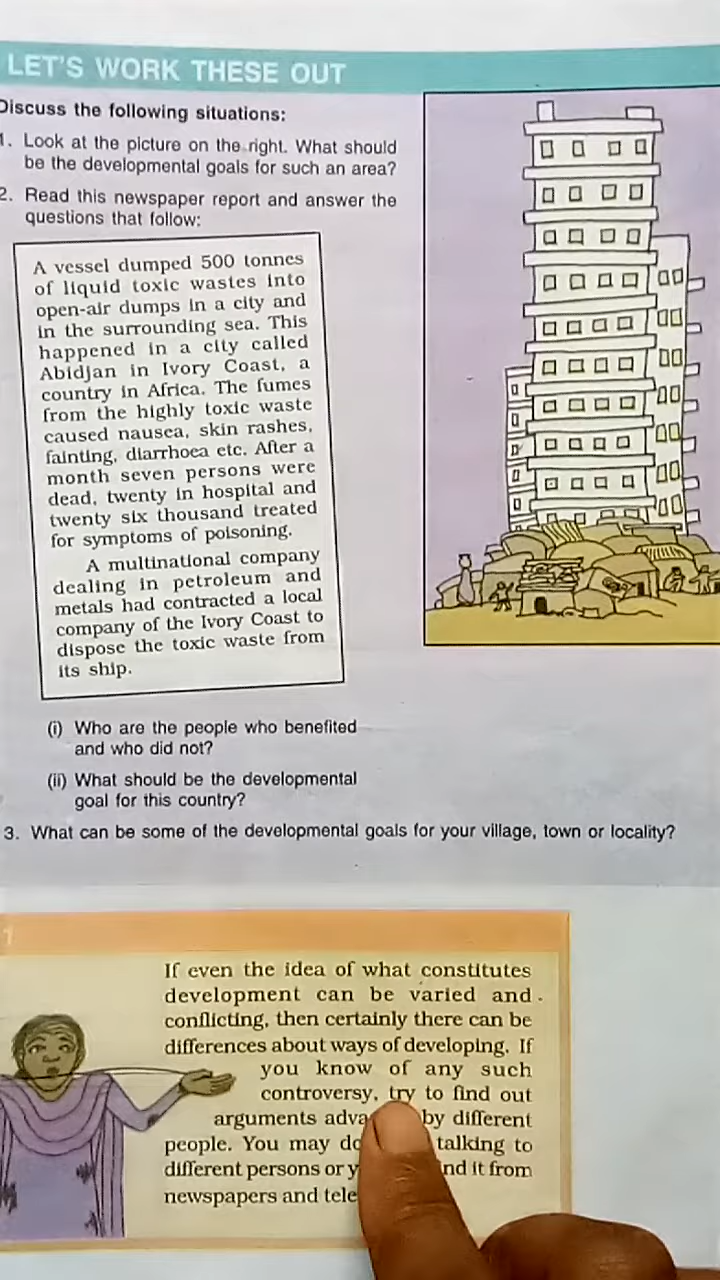 LET'S WORK THESE OUT
Discuss the following situations:
1. Look at the picture on the right. What should
be the developmental goals for such an area?
2. Read this newspaper report and answer the
questions that follow:
A vessel dumped 500 tonnes
of liquid toxic wastes into
open-air dumps in a city and
in the surrounding sea. This
happened in a city called
Abidjan in Ivory Coast, a
country in Africa. The fumes
from the highly toxic waste
caused nausea, skin rashes,
fainting, diarrhoea etc. After a
month seven persons were
dead, twenty in hospital and
twenty six thousand treated
for symptoms of poisoning.
A multinational company
dealing in petroleum and
metals had contracted a local
company of the Ivory Coast to
dispose the toxic waste from
its ship.
(i) Who are the people who benefited
and who did not?
(ii) What should be the developmental
goal for this country?
3. What can be some of the developmental goals for your village, town or locality?
If even the idea of what constitutes
development can be varied and
conflicting, then certainly there can be
differences about ways of developing. If
you know of any such
controversy, try to find out
arguments by different
people. You may talking to
different persons or it from
newspapers and